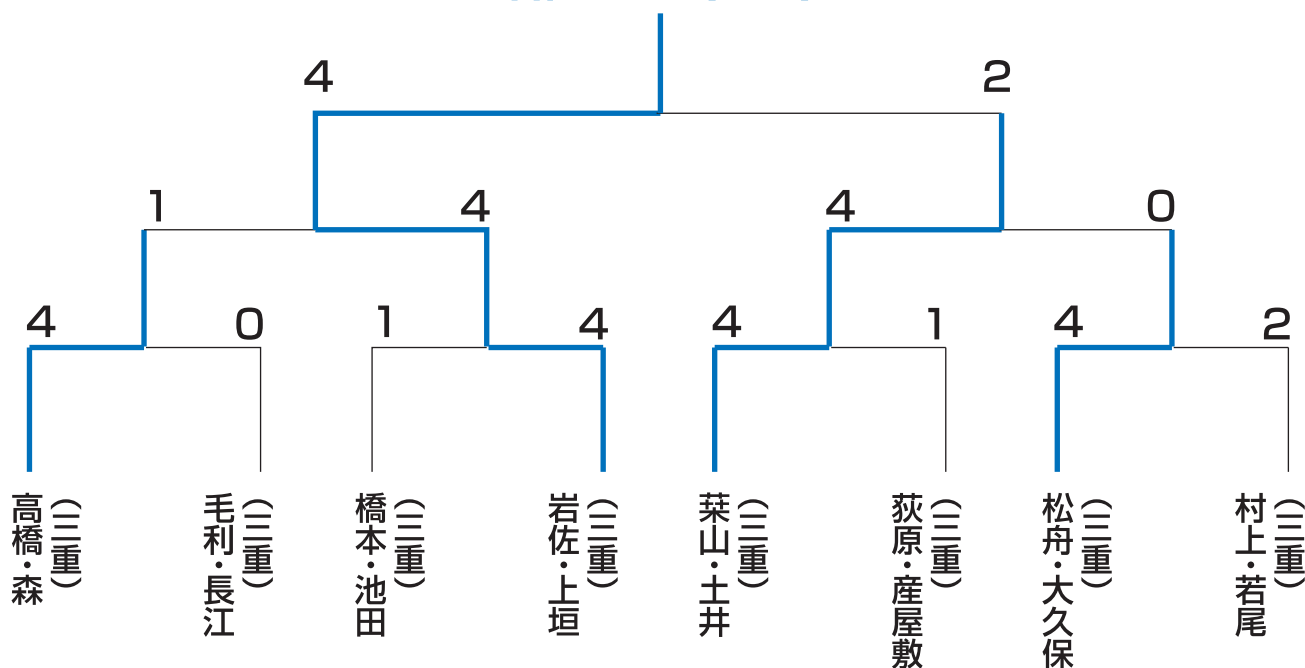 4 2
1 4 4 0
4 0 1 4 4 1 4 2
高橋・森(三重)
毛利・長江(三重)
橋本・池田(三重)
岩佐・上垣(三重)
栞山・土井(三重)
荻原・産屋敷(三重)
松舟・大久保(三重)
村上・若尾(三重)